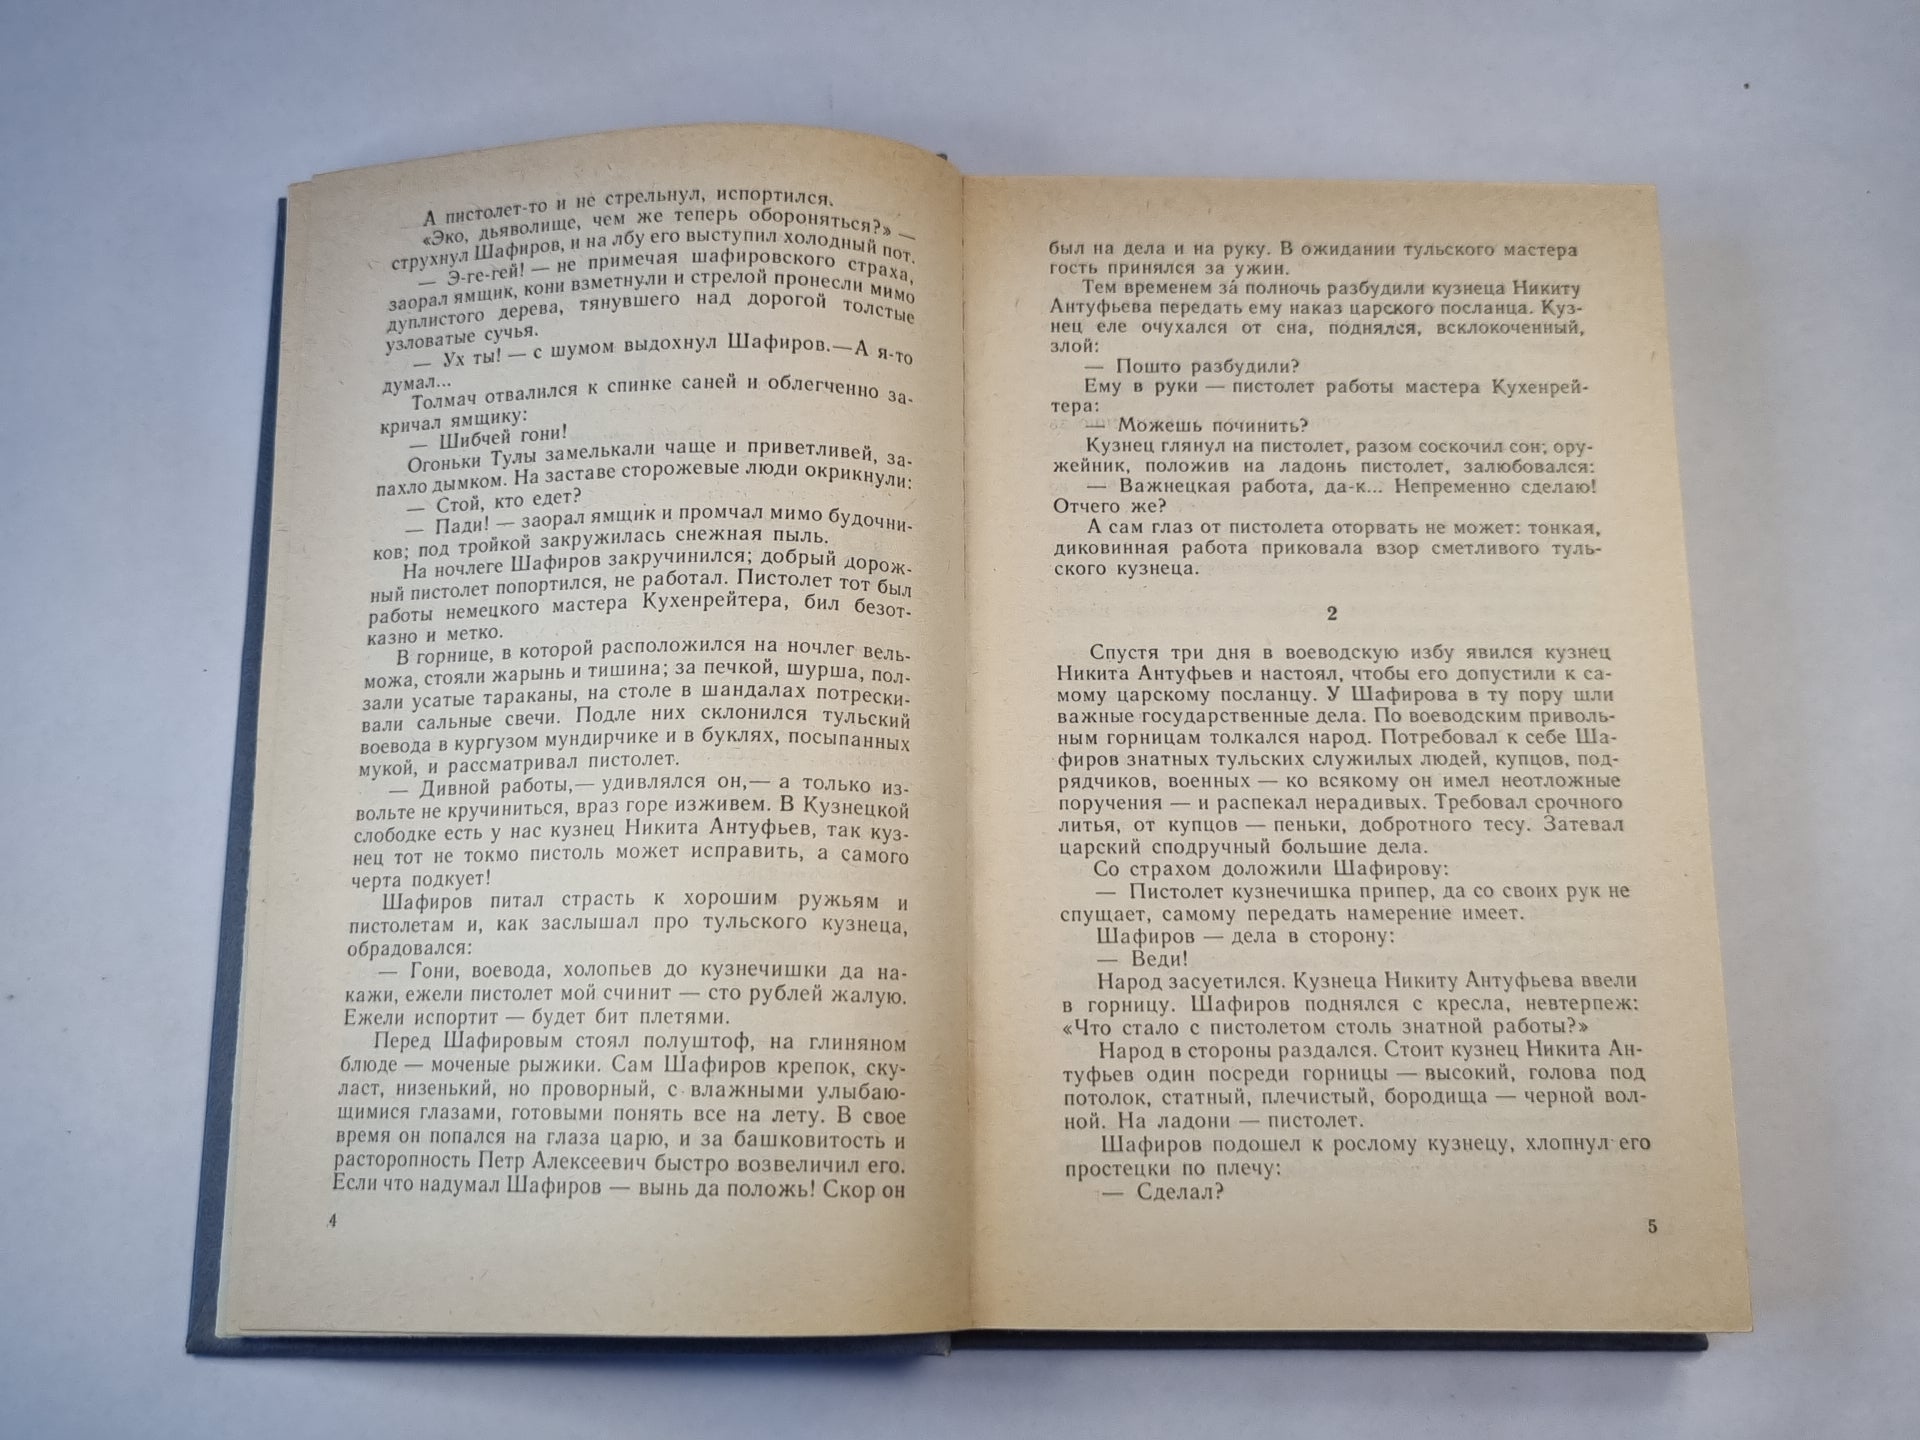 А пистолет-то и не стрельнул, испортился.
«Эко, дьяволище, чем же теперь обороняться?» —
струхнул Шафиров, и на лбу его выступил холодный пот.
— Э-ге-гей! — не примечая шафировского страха,
заорал ямщик, кони взметнули и стрелой пронесли мимо
дуплистого дерева, тянувшего над дорогой толстые
узловатые сучья.
— Ух ты! — с шумом выдохнул Шафиров.—А я-то
думал...
Толмач отвалился к спинке саней и облегченно за-
кричал ямщику:
— Шибчей гони!
Огоньки Тулы замелькали чаще и приветливей, за-
пахло дымком. На заставе сторожевые люди окрикнули:
— Стой, кто едет?
— Пади! — заорал ямщик и промчал мимо будочни-
ков; под тройкой закружилась снежная пыль.
На ночлеге Шафиров закручинился; добрый дорож-
ный пистолет попортился, не работал. Пистолет тот был
работы немецкого мастера Кухенрейтера, бил безот-
казно и метко.
В горнице, в которой расположился на ночлег вель-
можа, стояли жарынь и тишина; за печкой, шурша, пол-
зали усатые тараканы, на столе в шандалах потрески-
вали сальные свечи. Подле них склонился тульский
воевода в кургузом мундирчике и в буклях, посыпанных
мукой, и рассматривал пистолет.
— Дивной работы,— удивлялся он,— а только из-
вольте не кручиниться, враз горе изживем. В Кузнецкой
слободке есть у нас кузнец Никита Антуфьев, так куз-
нец тот не токмо пистоль может исправить, а самого
черта подкует!
Шафиров питал страсть к хорошим ружьям и
пистолетам и, как заслышал про тульского кузнеца,
обрадовался:
— Гони, воевода, холопьев до кузнечишки да на-
кажи, ежели пистолет мой счинит — сто рублей жалую.
Ежели испортит — будет бит плетями.
Перед Шафировым стоял полуштоф, на глиняном
блюде — моченые рыжики. Сам Шафиров крепок, ску-
ласт, низенький, но проворный, с влажными улыбаю-
щимися глазами, готовыми понять все на лету. В свое
время он попался на глаза царю, и за башковитость и
расторопность Петр Алексеевич быстро возвеличил его.
Если что надумал Шафиров — вынь да положь! Скор он
4
был на дела и на руку. В ожидании тульского мастера
гость принялся за ужин.
Тем временем за́ полночь разбудили кузнеца Никиту
Антуфьева передать ему наказ царского посланца. Куз-
нец еле очухался от сна, поднялся, всклокоченный,
злой:
— Пошто разбудили?
Ему в руки — пистолет работы мастера Кухенрей-
тера:
— Можешь починить?
Кузнец глянул на пистолет, разом соскочил сон; ору-
жейник, положив на ладонь пистолет, залюбовался:
— Важнецкая работа, да-к... Непременно сделаю!
Отчего же?
А сам глаз от пистолета оторвать не может: тонкая,
диковинная работа приковала взор сметливого туль-
ского кузнеца.
2
Спустя три дня в воеводскую избу явился кузнец
Никита Антуфьев и настоял, чтобы его допустили к са-
мому царскому посланцу. У Шафирова в ту пору шли
важные государственные дела. По воеводским приволь-
ным горницам толкался народ. Потребовал к себе Ша-
фиров знатных тульских служилых людей, купцов, под-
рядчиков, военных — ко всякому он имел неотложные
поручения — и распекал нерадивых. Требовал срочного
литья, от купцов — пеньки, добротного тесу. Затевал
царский сподручный большие дела.
Со страхом доложили Шафирову:
— Пистолет кузнечишка припер, да со своих рук не
спущает, самому передать намерение имеет.
Шафиров — дела в сторону:
— Веди!
Народ засуетился. Кузнеца Никиту Антуфьева ввели
в горницу. Шафиров поднялся с кресла, невтерпеж:
«Что стало с пистолетом столь знатной работы?»
Народ в стороны раздался. Стоит кузнец Никита Ан-
туфьев один посреди горницы — высокий, голова под
потолок, статный, плечистый, бородища — черной вол-
ной. На ладони — пистолет.
Шафиров подошел к рослому кузнецу, хлопнул его
простецки по плечу:
— Сделал?
5